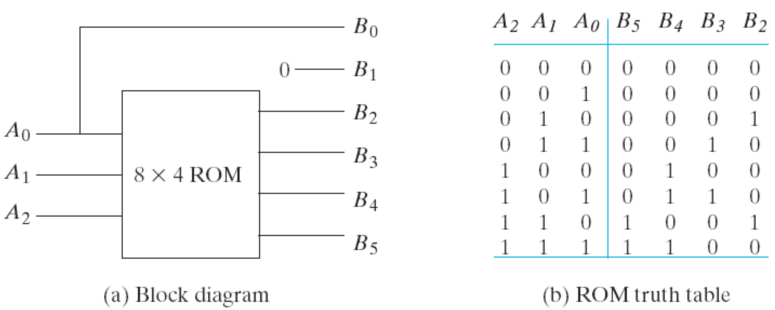 B0
0 B1
B2
A0
B3
A1 8 × 4 ROM
B4
A2
B5
(a) Block diagram
A2 A1 A0 B5 B4 B3 B2
0 0 0 0 0 0 0
0 0 1 0 0 0 0
0 1 0 0 0 0 1
0 1 1 0 0 1 0
1 0 0 0 1 0 0
1 0 1 0 1 1 0
1 1 0 1 0 0 1
1 1 1 1 1 0 0
(b) ROM truth table